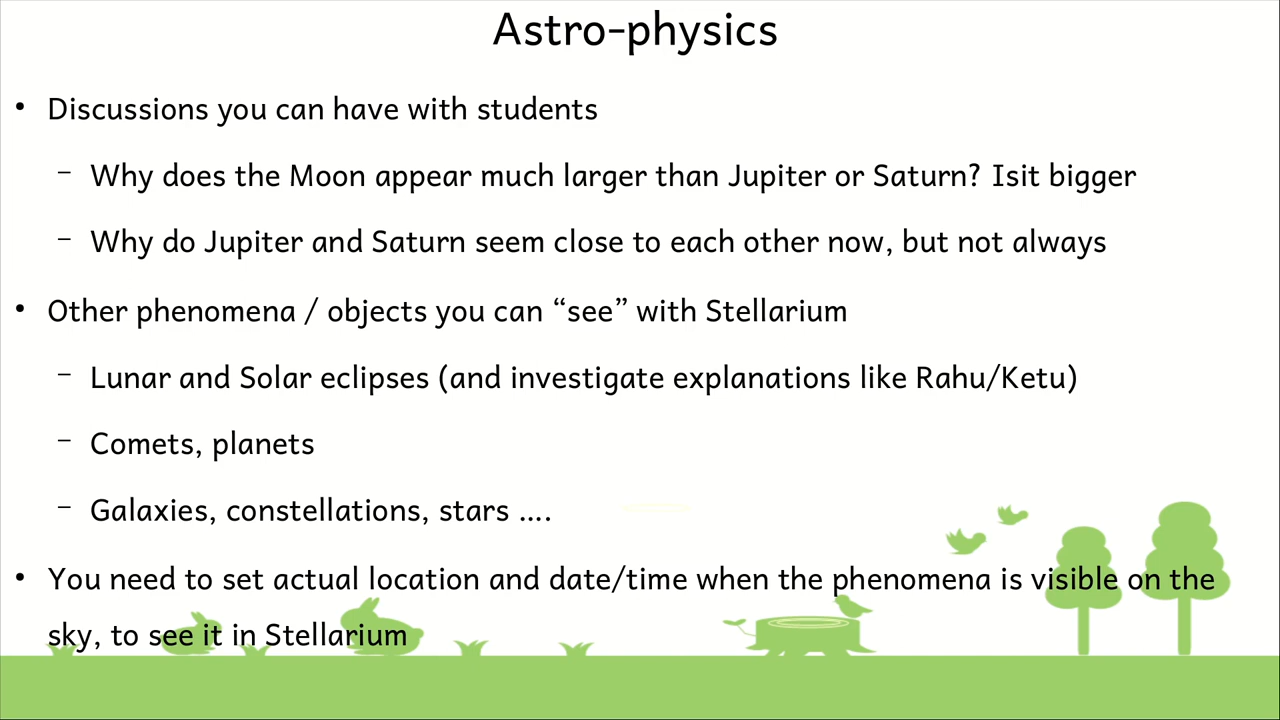 Astro-physics
• Discussions you can have with students
– Why does the Moon appear much larger than Jupiter or Saturn? Isit bigger
– Why do Jupiter and Saturn seem close to each other now, but not always
• Other phenomena / objects you can “see” with Stellarium
– Lunar and Solar eclipses (and investigate explanations like Rahu/Ketu)
– Comets, planets
– Galaxies, constellations, stars ....
• You need to set actual location and date/time when the phenomena is visible on the
sky, to see it in Stellarium